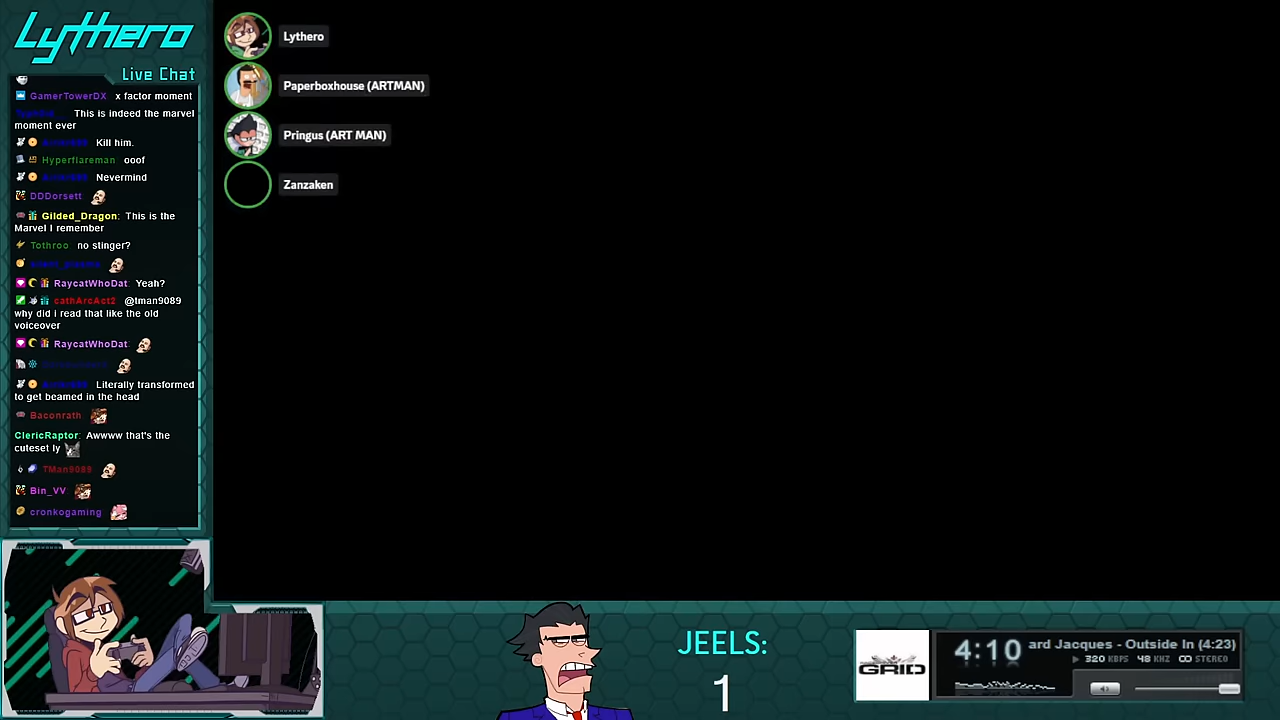 Lythero
Live Chat
GamerTowerDX x factor moment
This is indeed the marvel
moment ever
Kill him.
Hyperflareman ooof
Nevermind
DDDorsett
Gilded_Dragon: This is the
Marvel I remember
Tothroo no stinger?
RaycatWhoDat: Yeah?
cathArcAct2 @tman9089
why did i read that like the old
voiceover
RaycatWhoDat:
Literally transformed
to get beamed in the head
Baconrath
ClericRaptor: Awwww that's the
cuteset ly
TMan9089
Bin_VV
cronkogaming
Lythero
Paperboxhouse (ARTMAN)
Pringus (ART MAN)
Zanzaken
JEELS:
1
GRID
4:10
ard Jacques - Outside In (4:23)
320 KBPS 48 KHZ STEREO